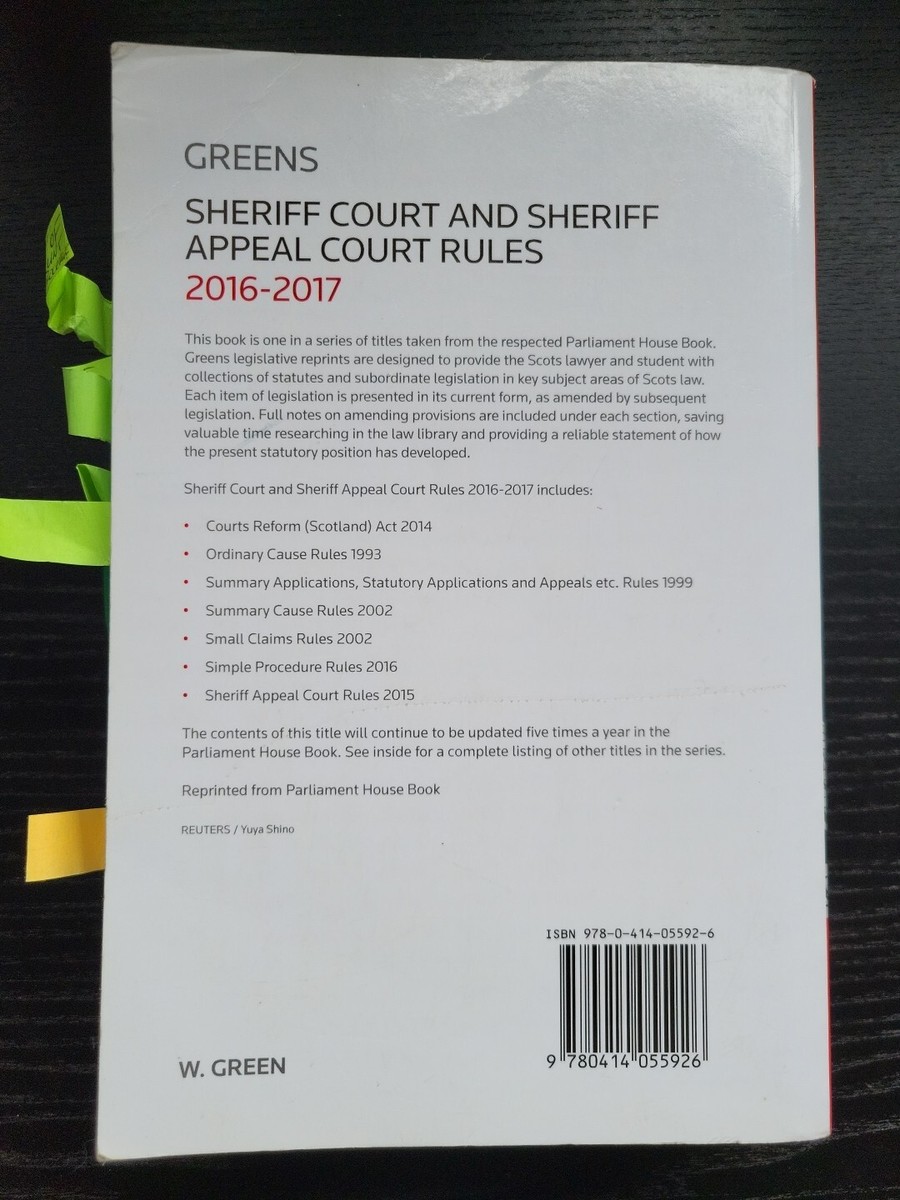 GREENS
SHERIFF COURT AND SHERIFF
APPEAL COURT RULES
2016-2017
This book is one in a series of titles taken from the respected Parliament House Book.
Greens legislative reprints are designed to provide the Scots lawyer and student with
collections of statutes and subordinate legislation in key subject areas of Scots law.
Each item of legislation is presented in its current form, as amended by subsequent
legislation. Full notes on amending provisions are included under each section, saving
valuable time researching in the law library and providing a reliable statement of how
the present statutory position has developed.
Sheriff Court and Sheriff Appeal Court Rules 2016-2017 includes:
• Courts Reform (Scotland) Act 2014
• Ordinary Cause Rules 1993
• Summary Applications, Statutory Applications and Appeals etc. Rules 1999
• Summary Cause Rules 2002
• Small Claims Rules 2002
• Simple Procedure Rules 2016
• Sheriff Appeal Court Rules 2015
The contents of this title will continue to be updated five times a year in the
Parliament House Book. See inside for a complete listing of other titles in the series.
Reprinted from Parliament House Book
REUTERS / Yuya Shino
ISBN 978-0-414-05592-6
9 780414 055926
W. GREEN